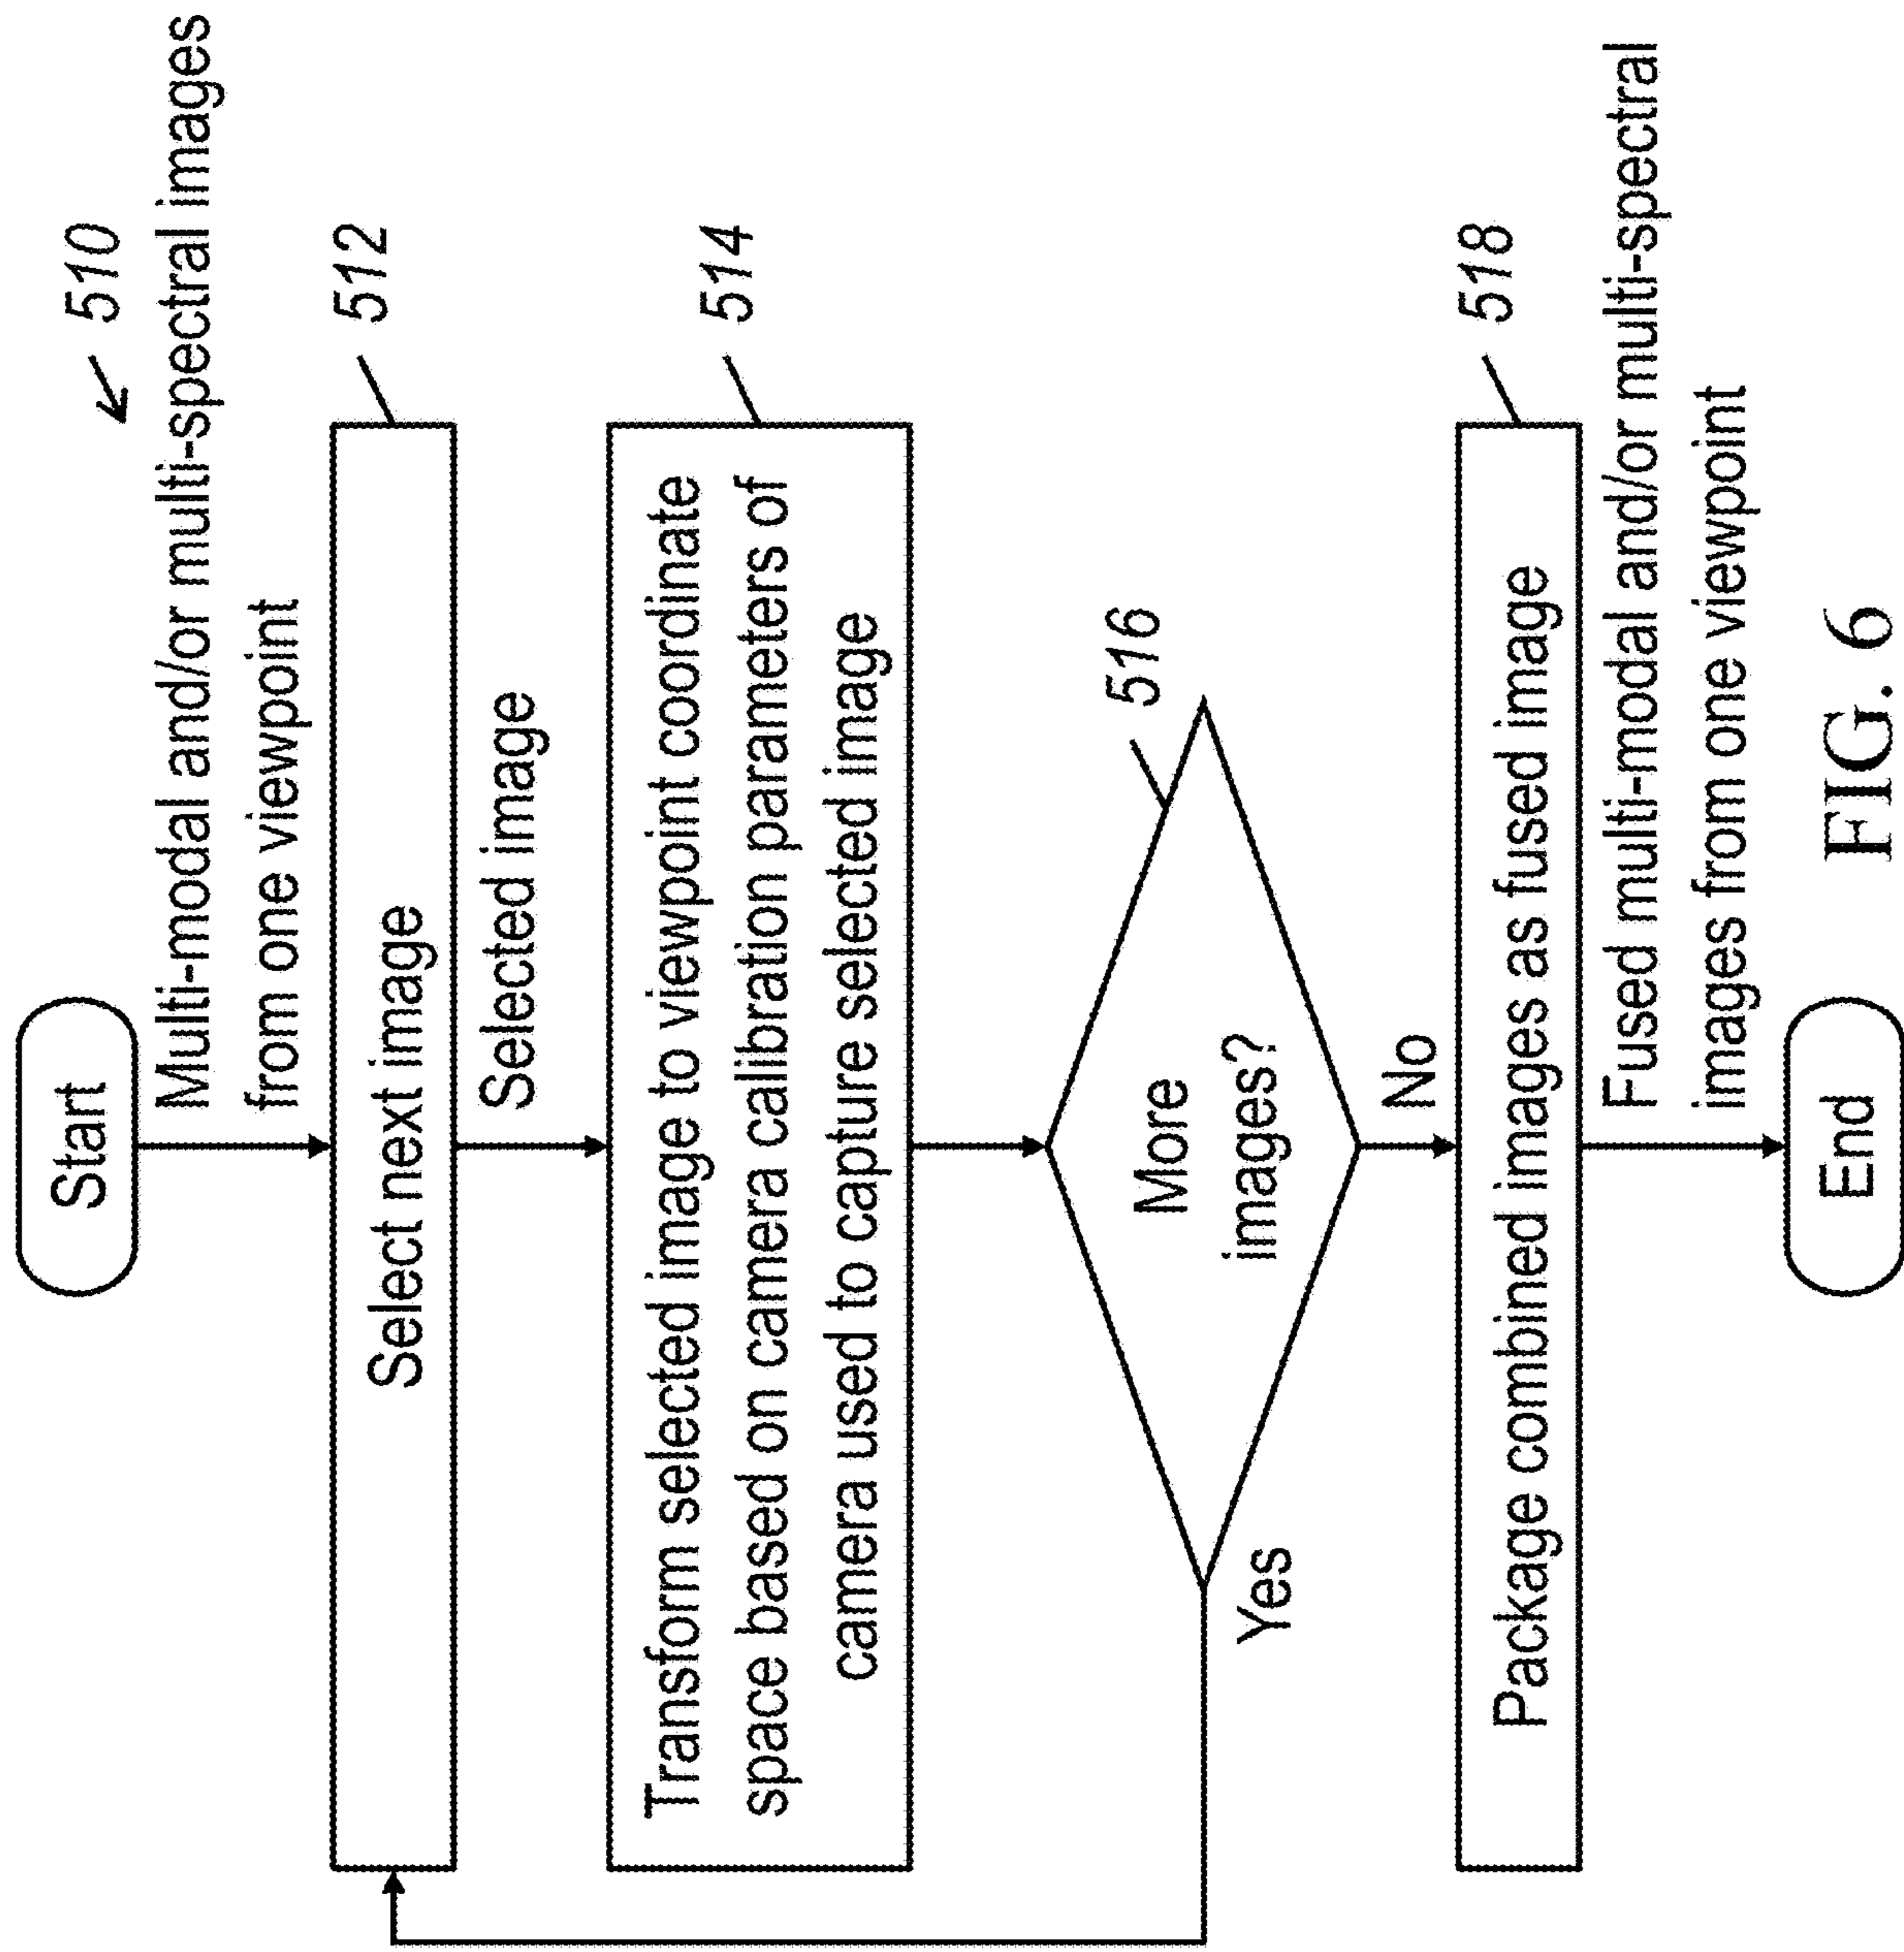 510
Start
Multi-modal and/or multi-spectral images
from one viewpoint
512
Select next image
Selected image
514
Transform selected image to viewpoint coordinate
space based on camera calibration parameters of
camera used to capture selected image
516
More
images?
Yes
No
518
Package combined images as fused image
Fused multi-modal and/or multi-spectral
images from one viewpoint
End
FIG. 6